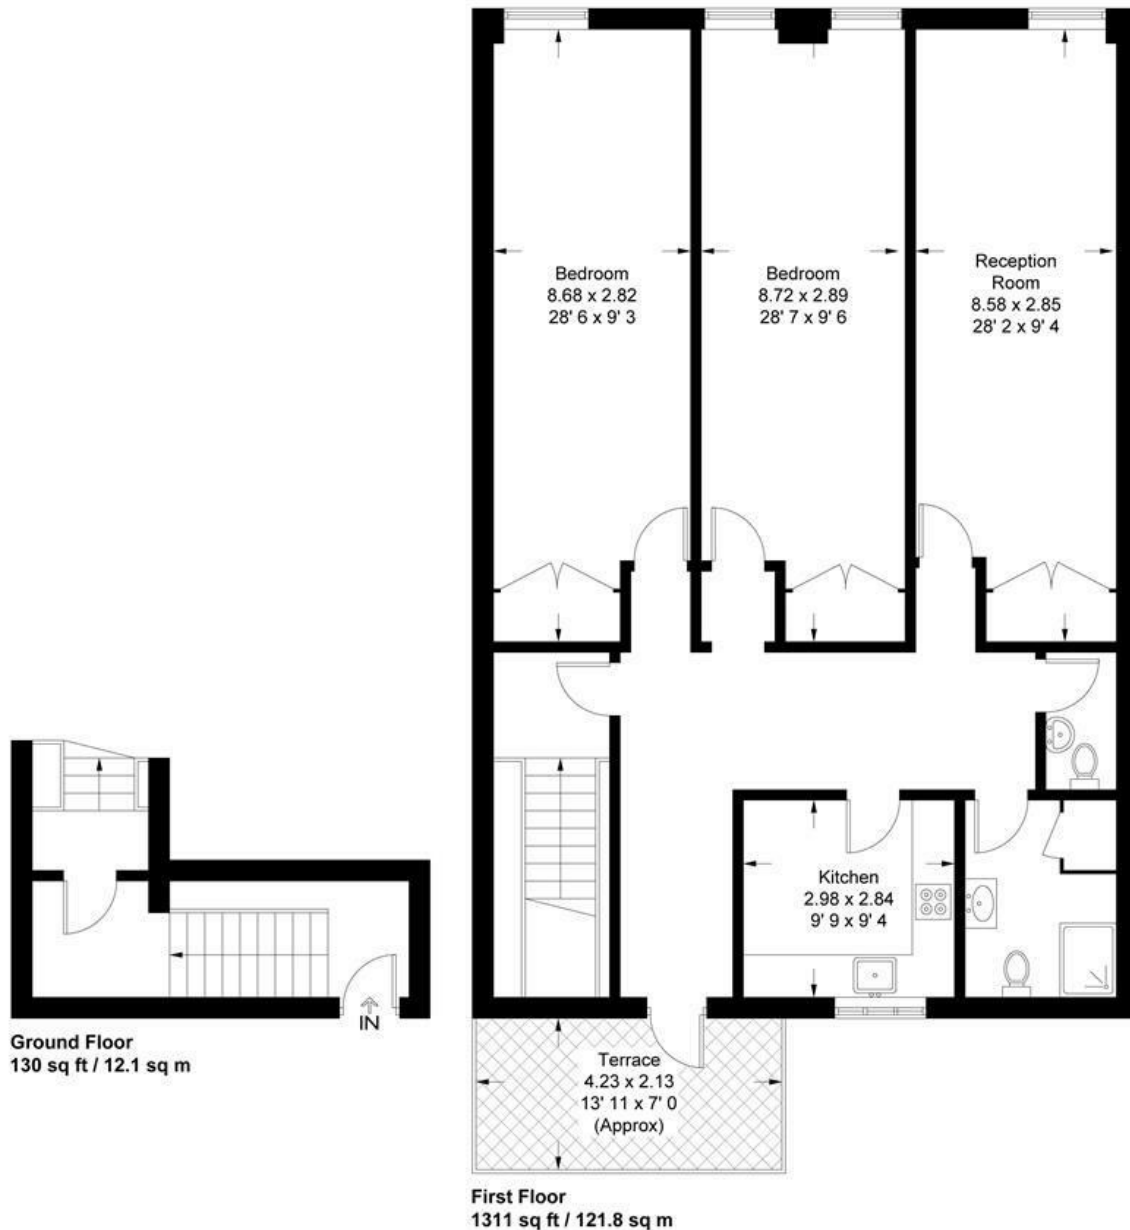 Bedroom
8.68 x 2.82
28' 6 x 9' 3
Bedroom
8.72 x 2.89
28' 7 x 9' 6
Reception
Room
8.58 x 2.85
28' 2 x 9' 4
Kitchen
2.98 x 2.84
9' 9 x 9' 4
IN
Ground Floor
130 sq ft / 12.1 sq m
Terrace
4.23 x 2.13
13' 11 x 7' 0
(Approx)
First Floor
1311 sq ft / 121.8 sq m